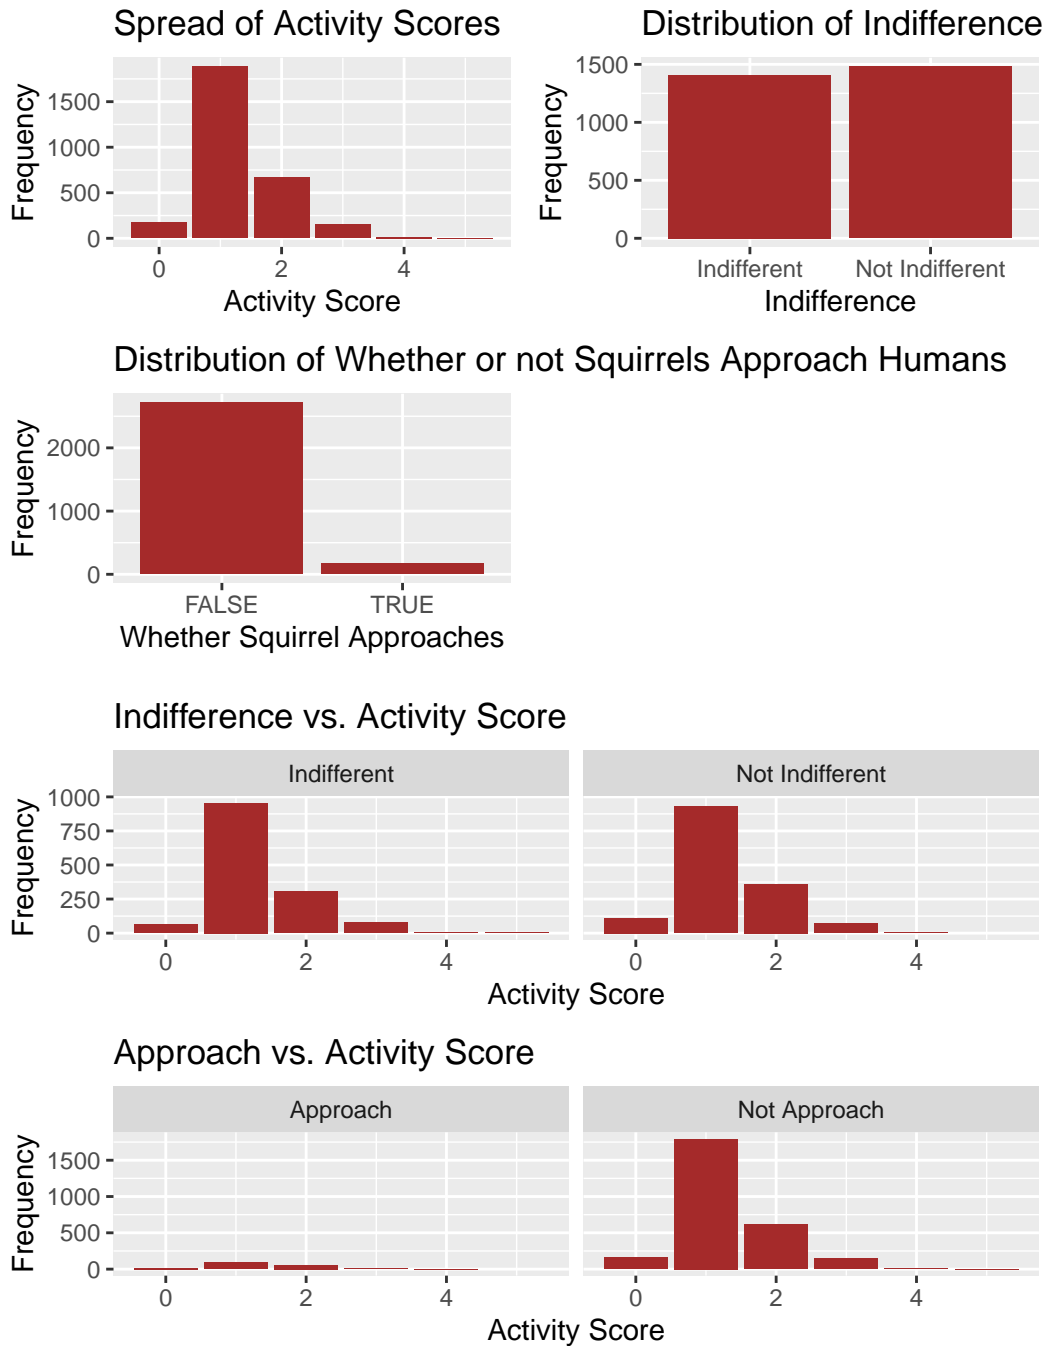 Spread of Activity Scores
Frequency
1500
1000
500
0
0 2 4
Activity Score
Distribution of Indifference
Frequency
1500
1000
500
0
Indifferent Not Indifferent
Indifference
Distribution of Whether or not Squirrels Approach Humans
Frequency
2000
1000
0
FALSE TRUE
Whether Squirrel Approaches
Indifference vs. Activity Score
Indifferent Not Indifferent
Frequency
1000
750
500
250
0
0 2 4 0 2 4
Activity Score
Approach vs. Activity Score
Approach Not Approach
Frequency
1500
1000
500
0
0 2 4 0 2 4
Activity Score